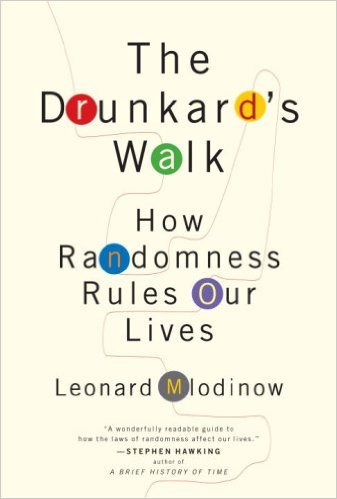 The
Drunkard's
Walk
How
Randomness
Rules Our
Lives
Leonard Mlodinow
"A wonderfully readable guide to
how the laws of randomness affect our lives."
—STEPHEN HAWKING
author of
A BRIEF HISTORY OF TIME